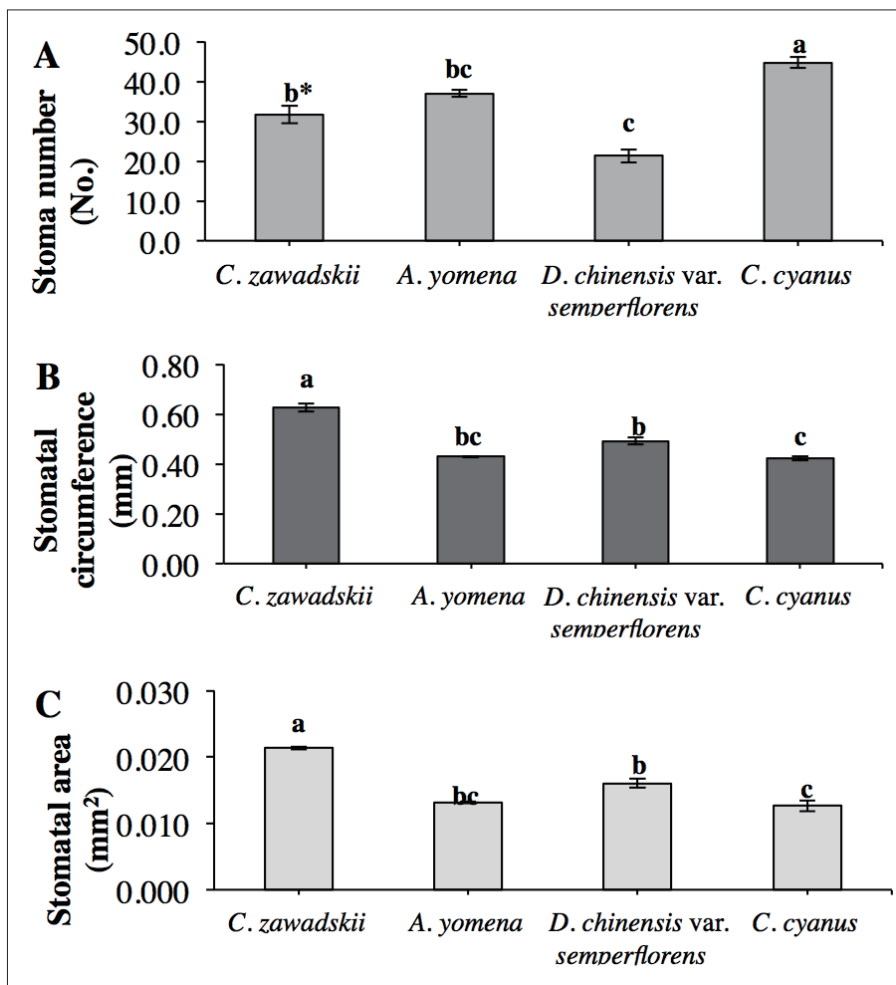 A
Stoma number
(No.)
50.0
40.0
30.0
20.0
10.0
0.0
b*
bc
c
a
C. zawadskii
A. yomena
D. chinensis var.
semperflorens
C. cyanus
B
Stomatal
circumference
(mm)
0.80
0.60
0.40
0.20
0.00
a
bc
b
c
C. zawadskii
A. yomena
D. chinensis var.
semperflorens
C. cyanus
C
Stomatal area
(mm²)
0.030
0.020
0.010
0.000
a
bc
b
c
C. zawadskii
A. yomena
D. chinensis var.
semperflorens
C. cyanus